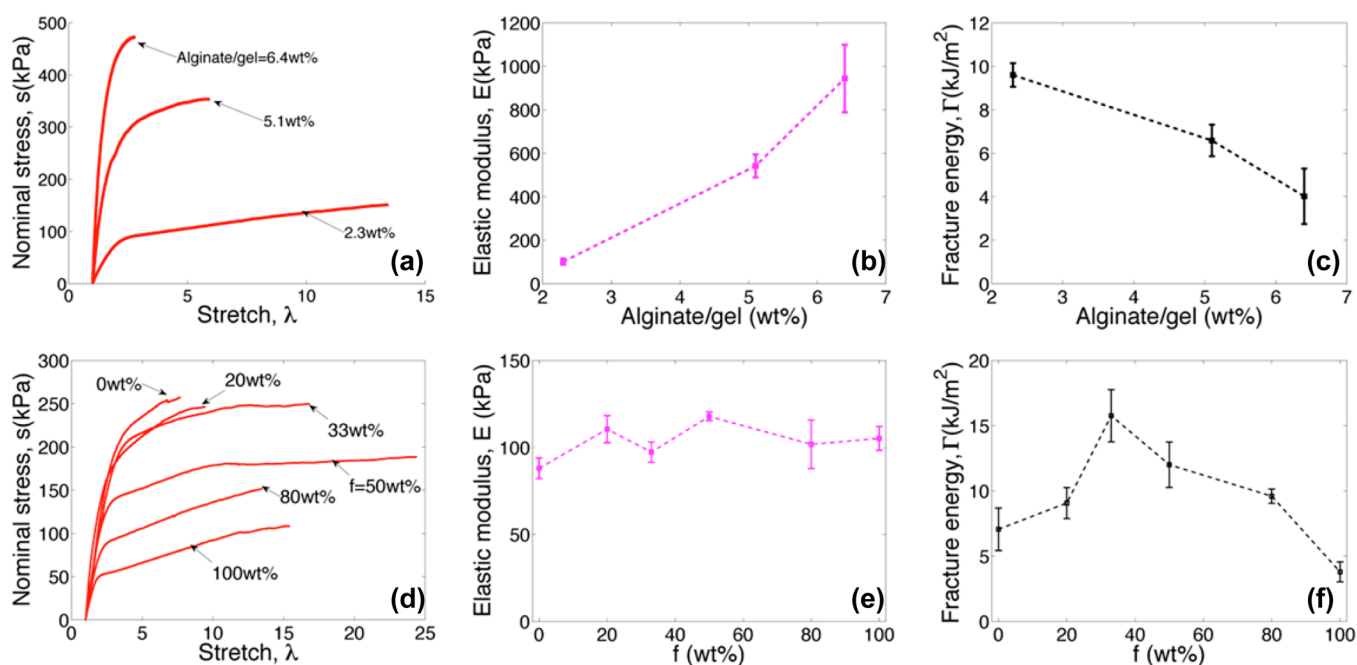 Nominal stress, s(kPa)
500
400
300
200
100
0
0 5 10 15
Stretch, λ
Alginate/gel=6.4wt%
5.1wt%
2.3wt%
(a)
Elastic modulus, E(kPa)
1200
1000
800
600
400
200
0
2 3 4 5 6 7
Alginate/gel (wt%)
(b)
Fracture energy, Γ(kJ/m²)
12
10
8
6
4
2
0
2 3 4 5 6 7
Alginate/gel (wt%)
(c)
Nominal stress, s(kPa)
300
250
200
150
100
50
0
0 5 10 15 20 25
Stretch, λ
0wt%
20wt%
33wt%
f=50wt%
80wt%
100wt%
(d)
Elastic modulus, E (kPa)
150
100
50
0
0 20 40 60 80 100
f (wt%)
(e)
Fracture energy, Γ(kJ/m²)
20
15
10
5
0
0 20 40 60 80 100
f (wt%)
(f)